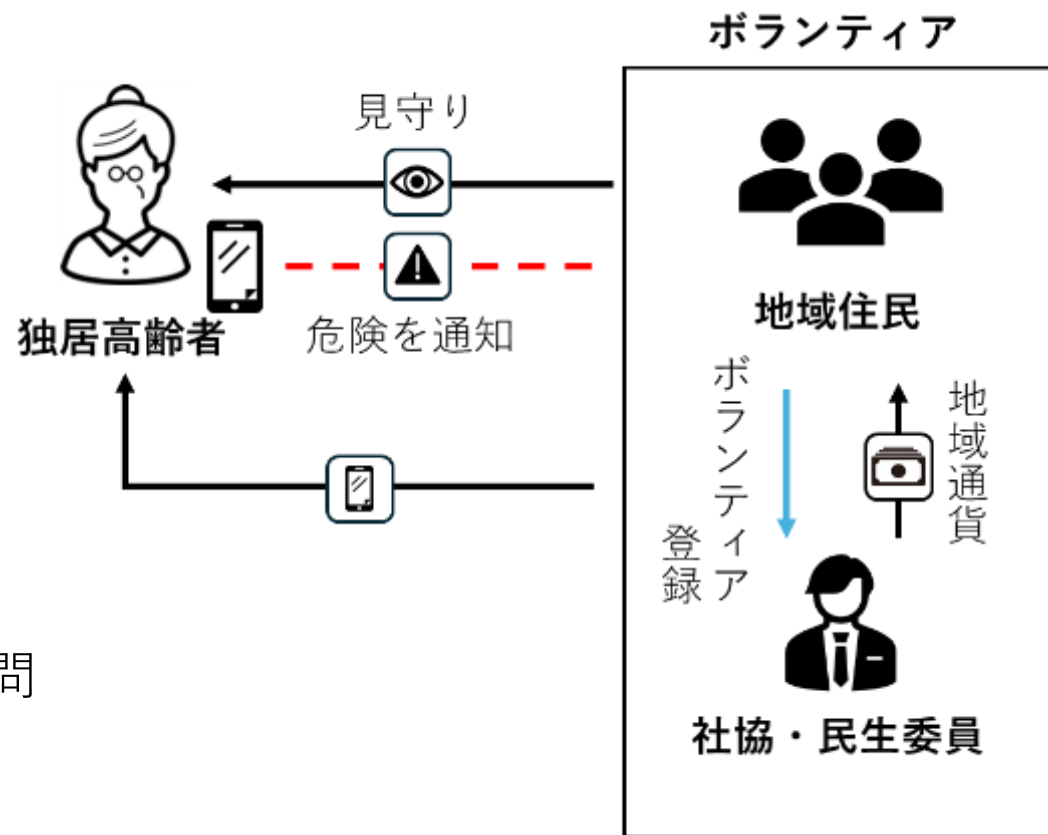 ボランティア
見守り
危険を通知
独居高齢者
地域住民
ボランティア
登録
地域通貨
社協・民生委員
問